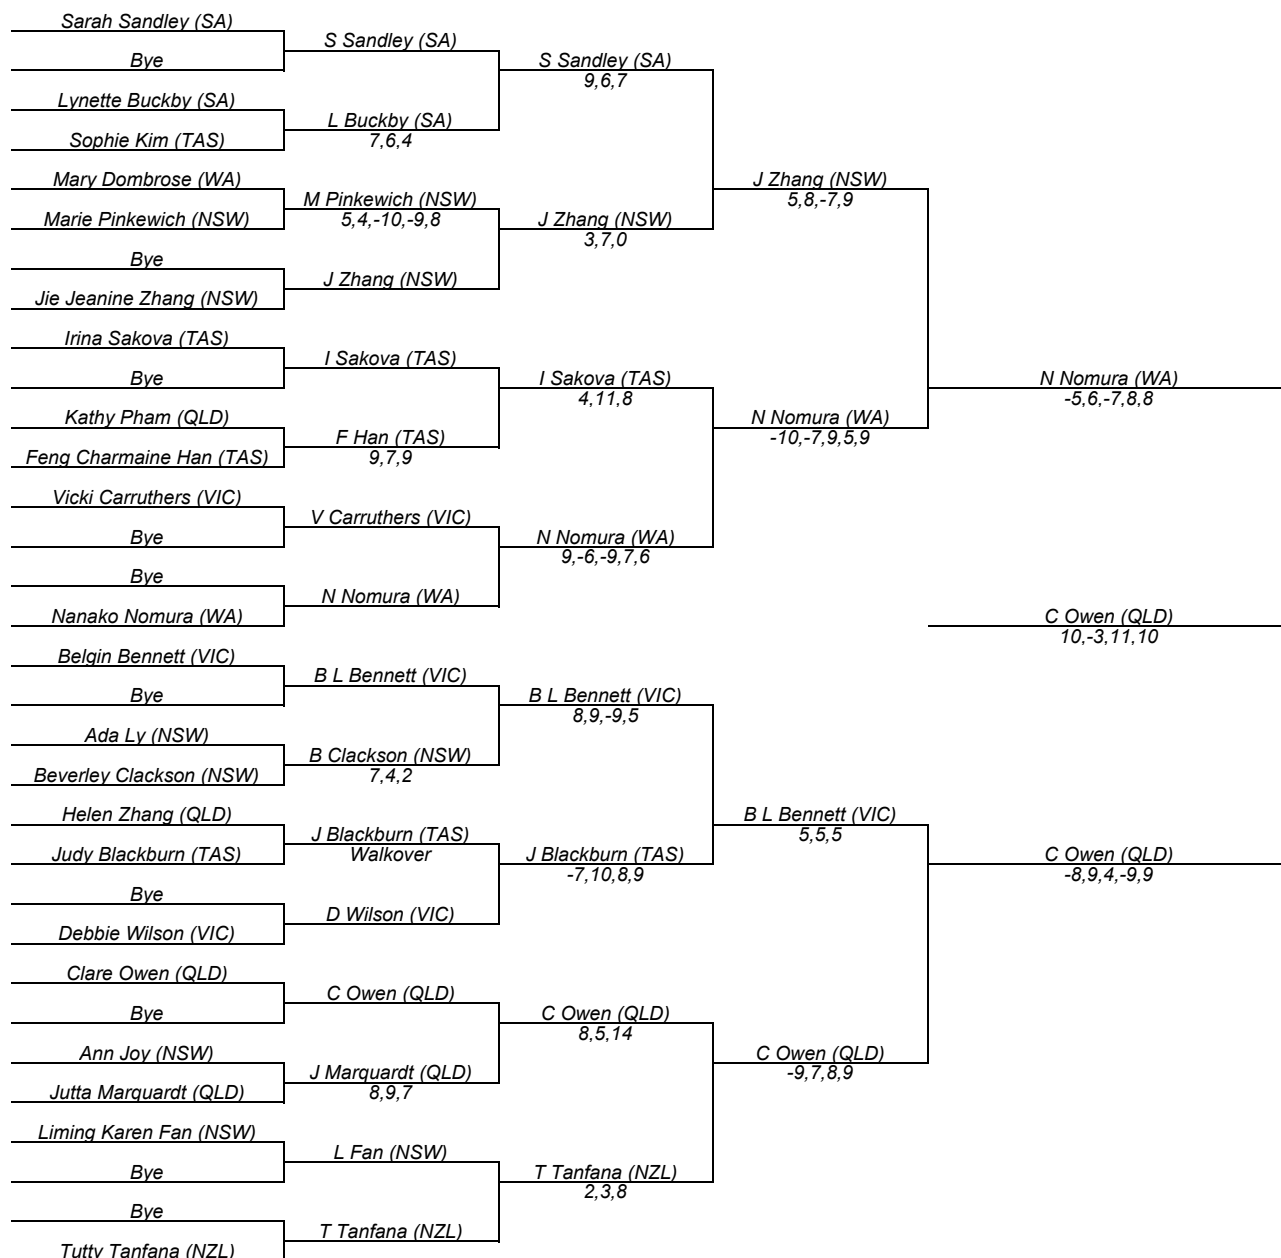 Sarah Sandley (SA)
S Sandley (SA)
Bye
S Sandley (SA)
9,6,7
Lynette Buckby (SA)
L Buckby (SA)
Sophie Kim (TAS)
7,6,4
Mary Dombrose (WA)
J Zhang (NSW)
M Pinkewich (NSW)
5,8,-7,9
Marie Pinkewich (NSW)
5,4,-10,-9,8
J Zhang (NSW)
3,7,0
Bye
J Zhang (NSW)
Jie Jeanine Zhang (NSW)
Irina Sakova (TAS)
I Sakova (TAS)
Bye
I Sakova (TAS)
N Nomura (WA)
4,11,8
-5,6,-7,8,8
Kathy Pham (QLD)
N Nomura (WA)
F Han (TAS)
-10,-7,9,5,9
Feng Charmaine Han (TAS)
9,7,9
Vicki Carruthers (VIC)
V Carruthers (VIC)
Bye
N Nomura (WA)
9,-6,-9,7,6
Bye
N Nomura (WA)
Nanako Nomura (WA)
C Owen (QLD)
10,-3,11,10
Belgin Bennett (VIC)
B L Bennett (VIC)
Bye
B L Bennett (VIC)
8,9,-9,5
Ada Ly (NSW)
B Clackson (NSW)
Beverley Clackson (NSW)
7,4,2
Helen Zhang (QLD)
B L Bennett (VIC)
J Blackburn (TAS)
5,5,5
Judy Blackburn (TAS)
Walkover
J Blackburn (TAS)
C Owen (QLD)
-7,10,8,9
-8,9,4,-9,9
Bye
D Wilson (VIC)
Debbie Wilson (VIC)
Clare Owen (QLD)
C Owen (QLD)
Bye
C Owen (QLD)
8,5,14
Ann Joy (NSW)
C Owen (QLD)
J Marquardt (QLD)
-9,7,8,9
Jutta Marquardt (QLD)
8,9,7
Liming Karen Fan (NSW)
L Fan (NSW)
Bye
T Tanfana (NZL)
2,3,8
Bye
T Tanfana (NZL)
Tutty Tanfana (NZL)